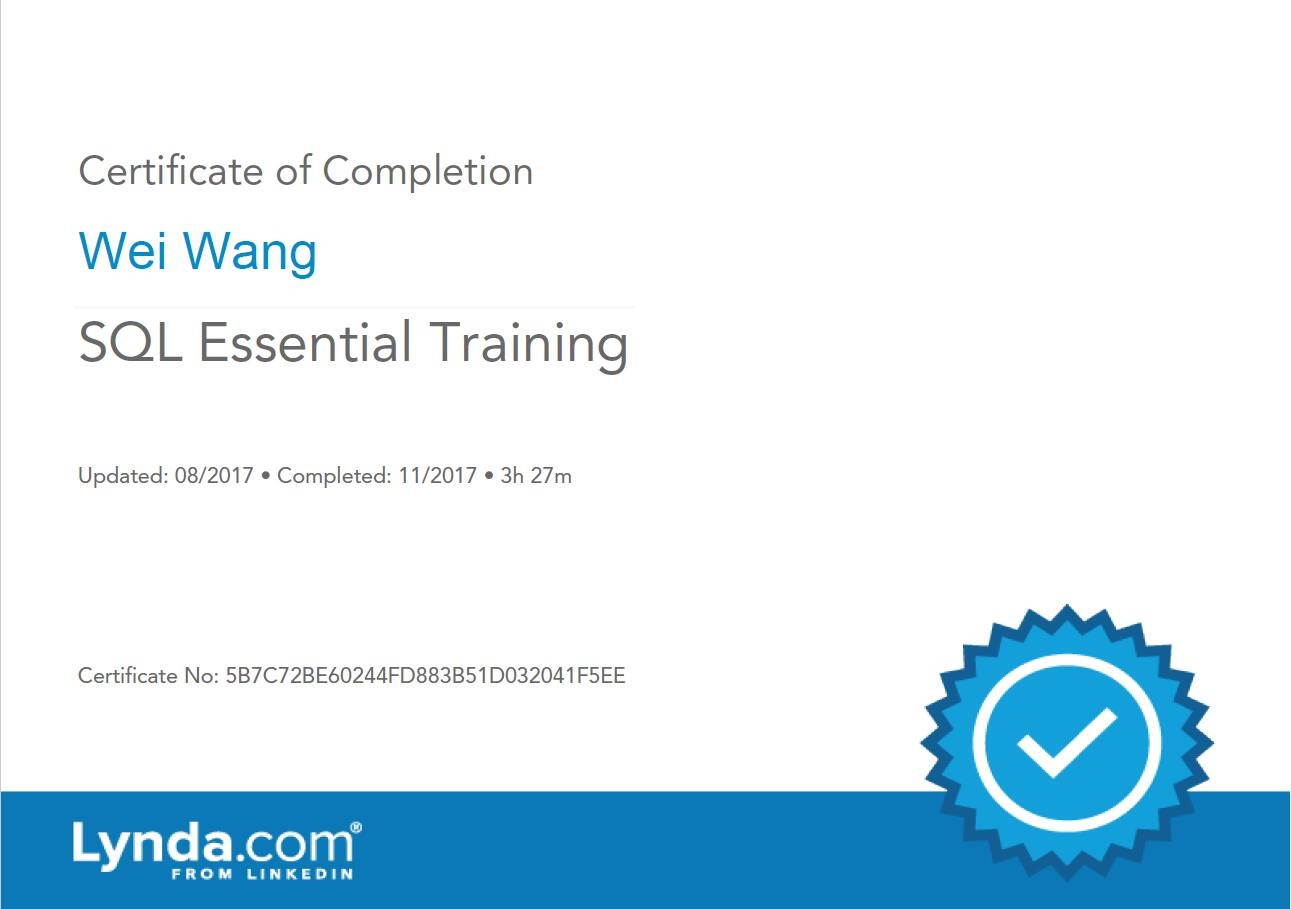 Certificate of Completion
Wei Wang
SQL Essential Training
Updated: 08/2017 • Completed: 11/2017 • 3h 27m
Certificate No: 5B7C72BE60244FD883B51D032041F5EE
Lynda.com®
FROM LINKEDIN